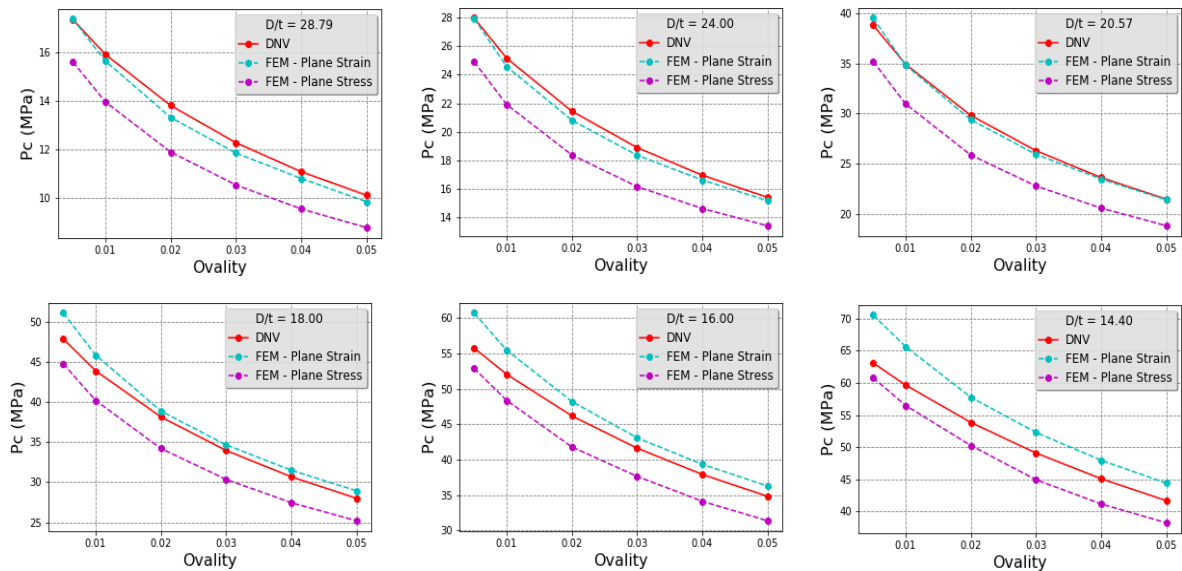 D/t = 28.79
DNV
FEM - Plane Strain
FEM - Plane Stress
Pc (MPa)
16
14
12
10
0.01 0.02 0.03 0.04 0.05
Ovality
D/t = 24.00
DNV
FEM - Plane Strain
FEM - Plane Stress
Pc (MPa)
28
26
24
22
20
18
16
14
0.01 0.02 0.03 0.04 0.05
Ovality
D/t = 20.57
DNV
FEM - Plane Strain
FEM - Plane Stress
Pc (MPa)
40
35
30
25
20
0.01 0.02 0.03 0.04 0.05
Ovality
D/t = 18.00
DNV
FEM - Plane Strain
FEM - Plane Stress
Pc (MPa)
50
45
40
35
30
25
0.01 0.02 0.03 0.04 0.05
Ovality
D/t = 16.00
DNV
FEM - Plane Strain
FEM - Plane Stress
Pc (MPa)
60
55
50
45
40
35
30
0.01 0.02 0.03 0.04 0.05
Ovality
D/t = 14.40
DNV
FEM - Plane Strain
FEM - Plane Stress
Pc (MPa)
70
65
60
55
50
45
40
0.01 0.02 0.03 0.04 0.05
Ovality